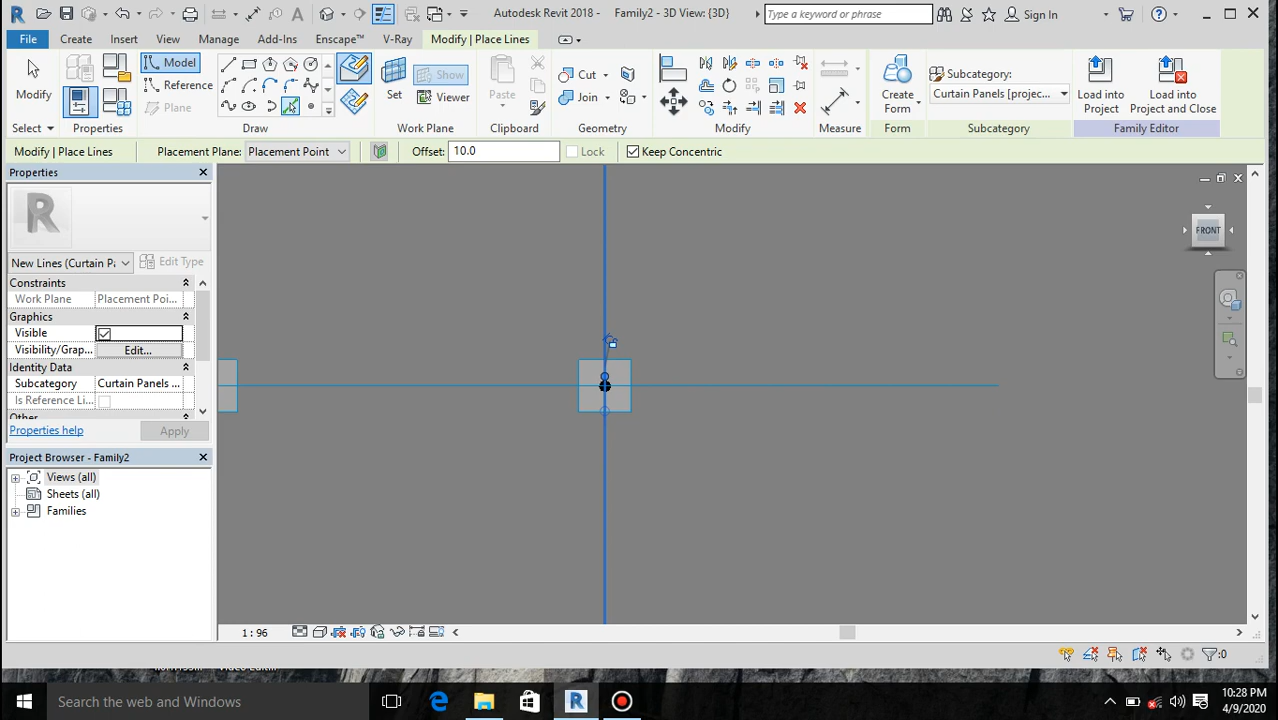 Autodesk Revit 2018 - Family2 - 3D View: {3D}
Type a keyword or phrase
Sign In
File Create Insert View Manage Add-Ins Enscape™ V-Ray Modify | Place Lines
Modify
Select
Properties
Model
Reference
Plane
Draw
Set
Show
Viewer
Work Plane
Paste
Clipboard
Cut
Join
Geometry
Modify
Measure
Create Form
Form
Subcategory:
Curtain Panels [projec...
Subcategory
Load into Project
Load into Project and Close
Family Editor
Modify | Place Lines Placement Plane: Placement Point Offset: 10.0 Lock Keep Concentric
Properties
R
New Lines (Curtain Pa
Edit Type
Constraints
Work Plane Placement Poi...
Graphics
Visible
Visibility/Grap... Edit...
Identity Data
Subcategory Curtain Panels ...
Is Reference Li...
Other
Properties help Apply
Project Browser - Family2
Views (all)
Sheets (all)
Families
FRONT
1 : 96
:0
Search the web and Windows
10:28 PM
4/9/2020